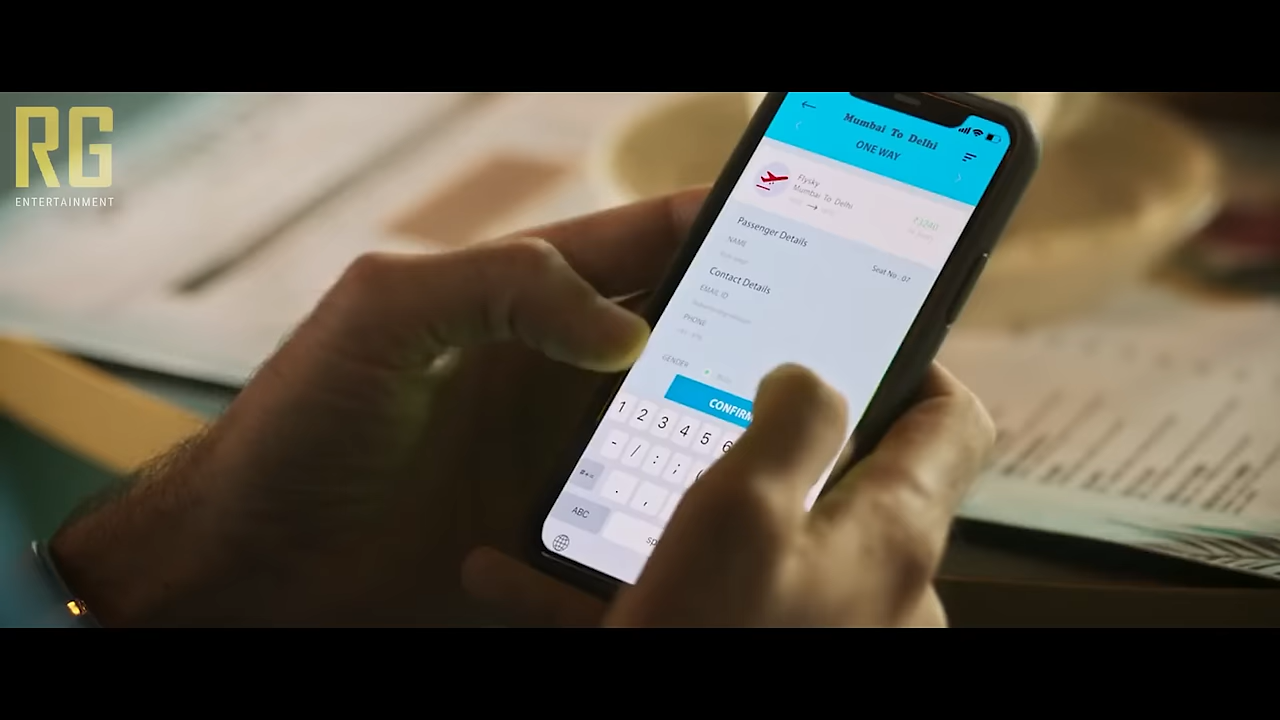 RG
ENTERTAINMENT
Mumbai To Delhi
ONE WAY
Flysky
Mumbai To Delhi
Passenger Details
NAME
Seat No : 07
Contact Details
EMAIL ID
PHONE
GENDER
CONFIRM
1 2 3 4 5 6
- / : ; (
#+=
. ,
ABC